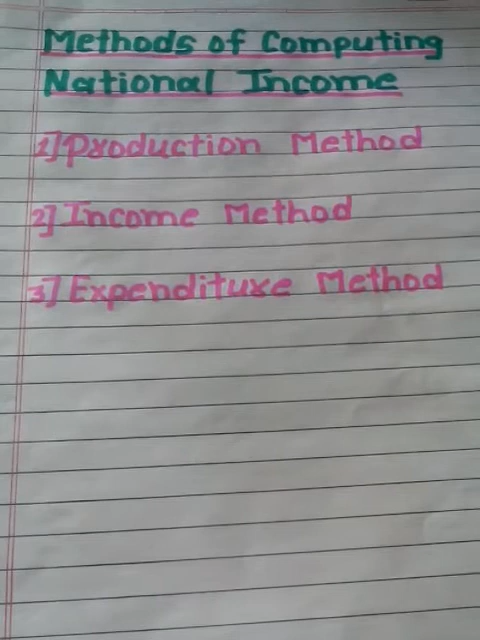 Methods of Computing
National Income
1] Production Method
2] Income Method
3] Expenditure Method